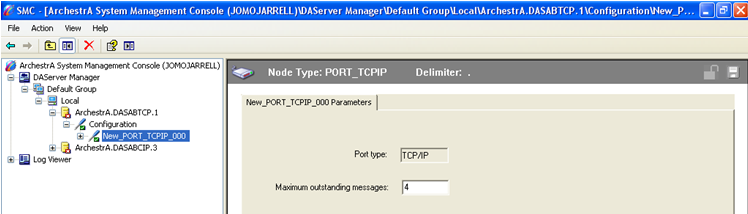 SMC - [ArchestrA System Management Console (JOMOJARRELL)\DAServer Manager\Default Group\Local\ArchestrA.DASABTCP.1\Configuration\New_P...
File Action View Help
ArchestrA System Management Console (JOMOJARRELL)
DAServer Manager
Default Group
Local
ArchestrA.DASABTCP.1
Configuration
New_PORT_TCPIP_000
ArchestrA.DASABCIP.3
Log Viewer
Node Type: PORT_TCPIP Delimiter: .
New_PORT_TCPIP_000 Parameters
Port type: TCP/IP
Maximum outstanding messages: 4